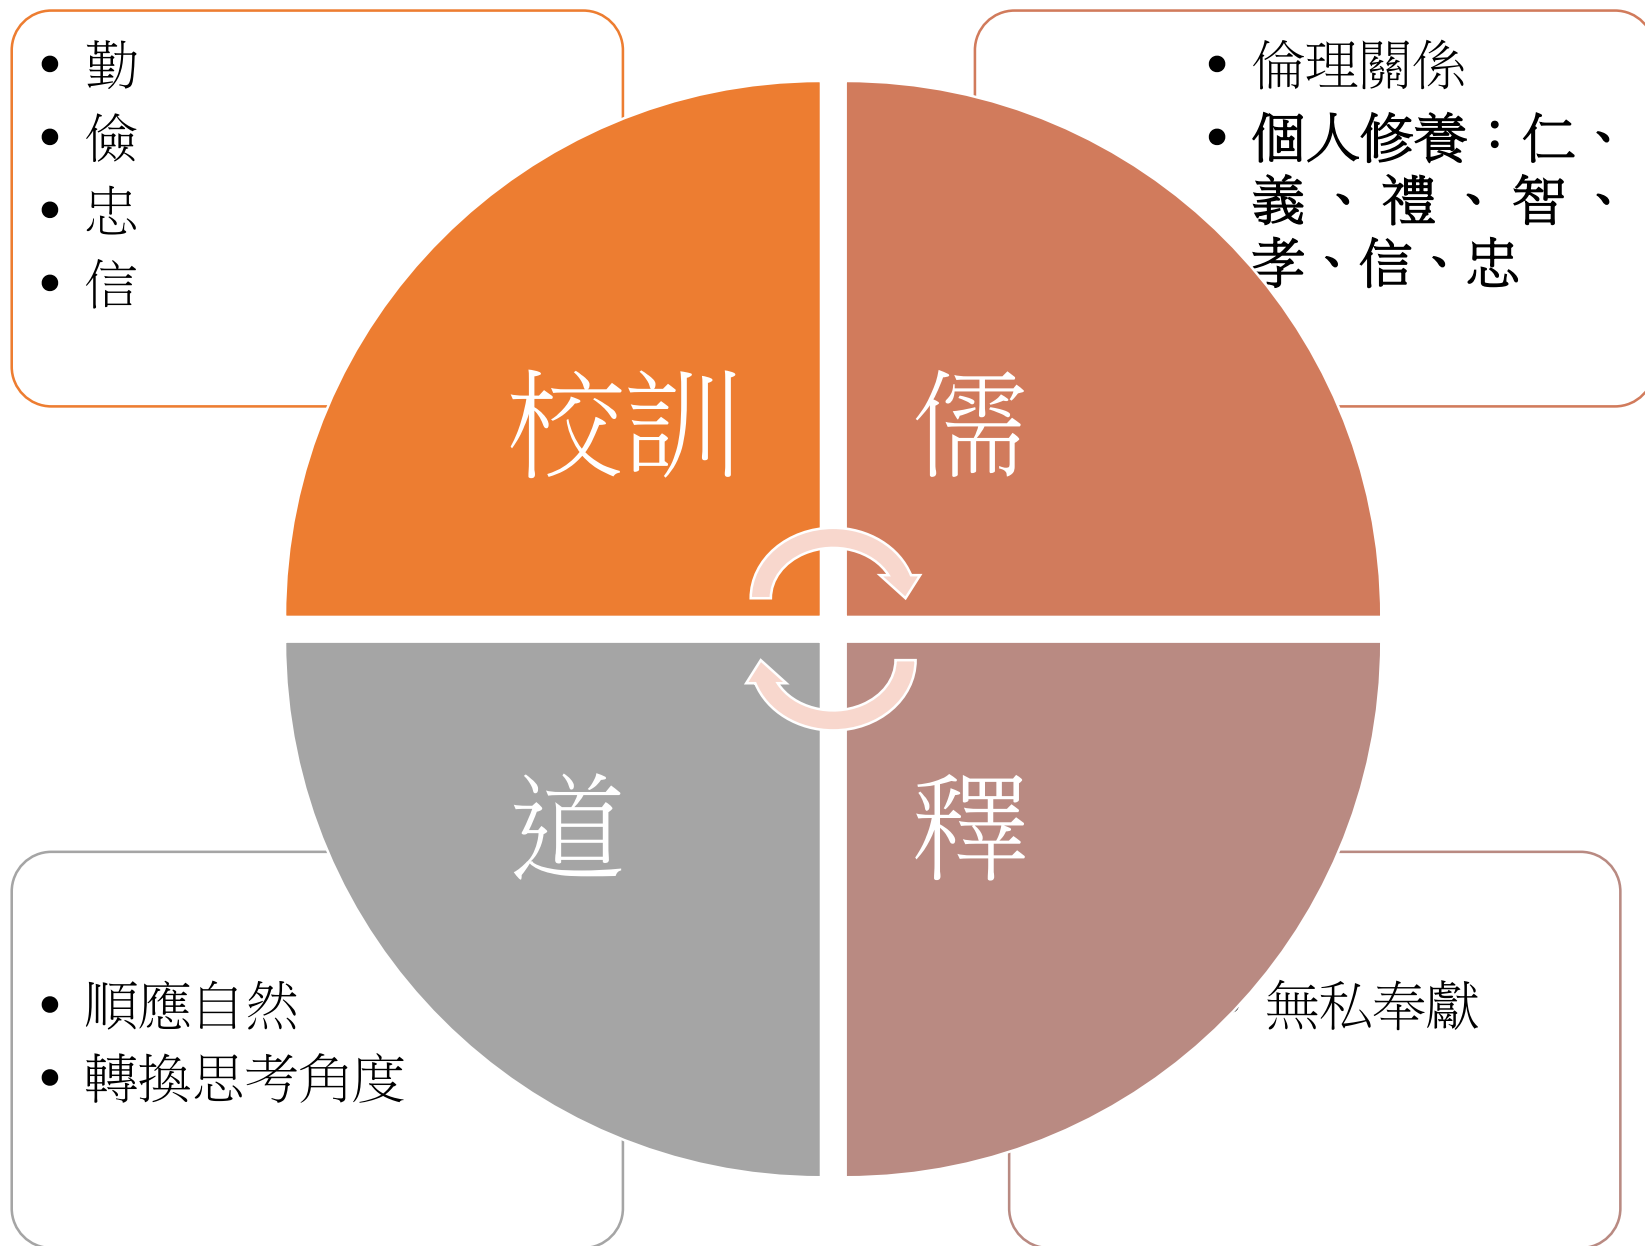 • 勤
• 儉
• 忠
• 信
• 倫理關係
• 個人修養：仁、
義、禮、智、
孝、信、忠
校訓
儒
道
釋
• 順應自然
• 轉換思考角度
無私奉獻